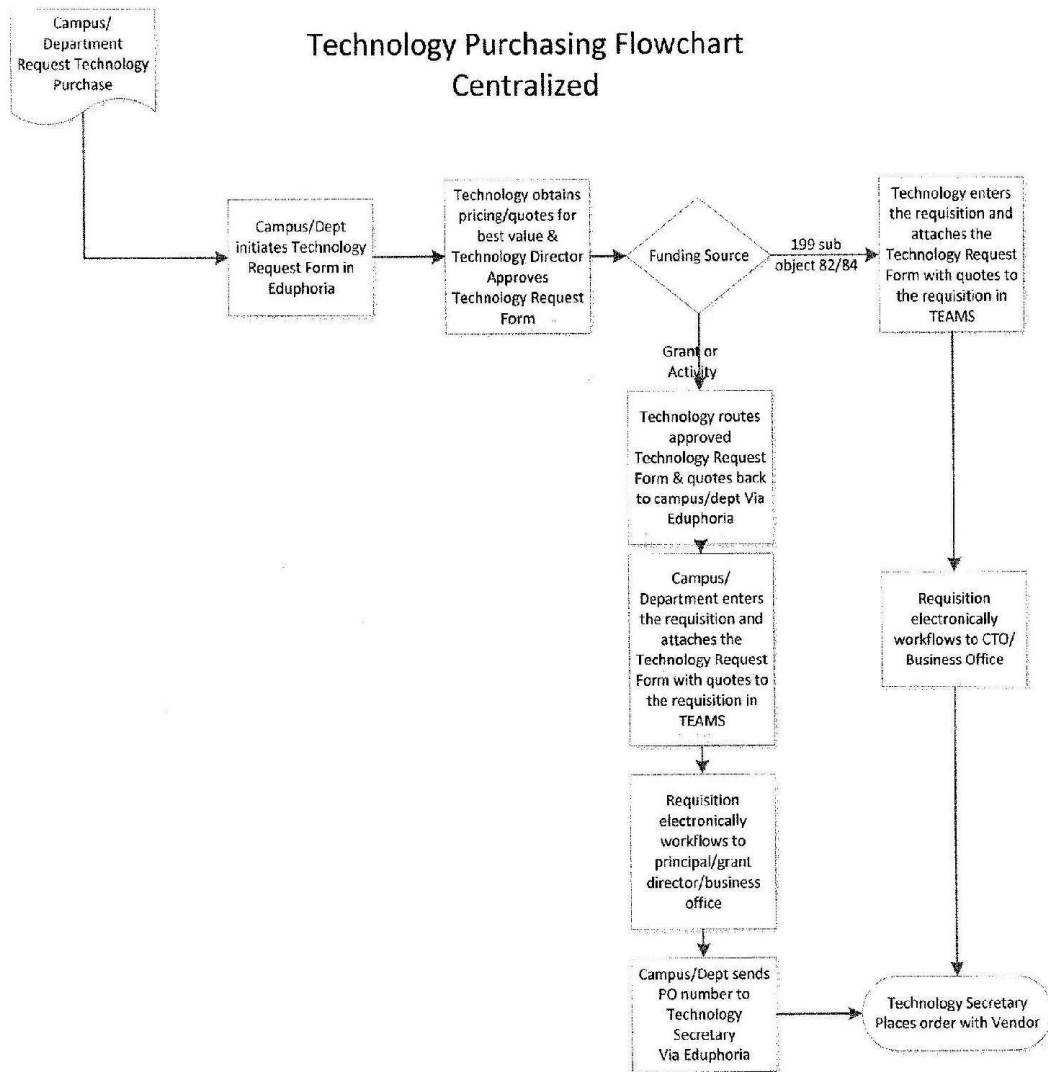 Campus/
Department
Request Technology
Purchase
Technology Purchasing Flowchart
Centralized
Campus/Dept
initiates Technology
Request Form in
Eduphoria
Technology obtains
pricing/quotes for
best value &
Technology Director
Approves
Technology Request
Form
Funding Source
199 sub
object 82/84
Technology enters
the requisition and
attaches the
Technology Request
Form with quotes to
the requisition in
TEAMS
Grant or
Activity
Technology routes
approved
Technology Request
Form & quotes back
to campus/dept Via
Eduphoria
Campus/
Department enters
the requisition and
attaches the
Technology Request
Form with quotes to
the requisition in
TEAMS
Requisition
electronically
workflows to CTO/
Business Office
Requisition
electronically
workflows to
principal/grant
director/business
office
Campus/Dept sends
PO number to
Technology
Secretary
Via Eduphoria
Technology Secretary
Places order with Vendor